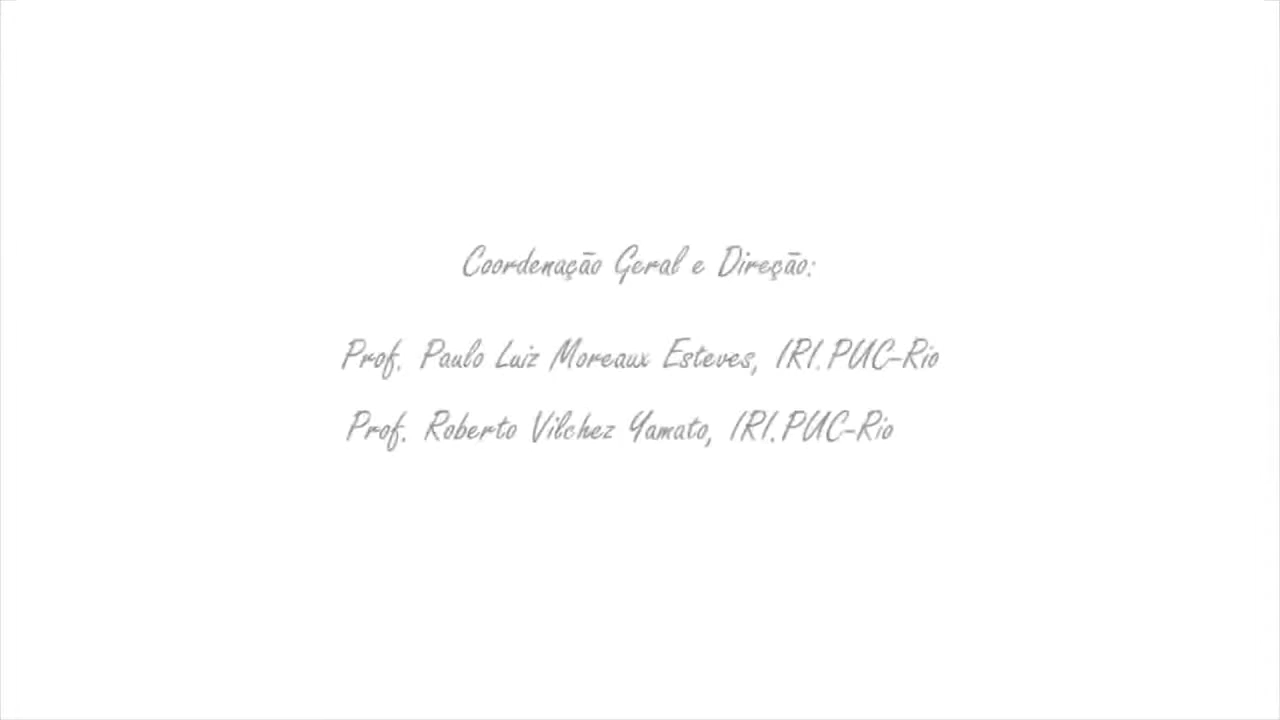 Coordenação Geral e Direção:
Prof. Paulo Luiz Moreaux Esteves, IRI.PUC-Rio
Prof. Roberto Vilchez Yamato, IRI.PUC-Rio